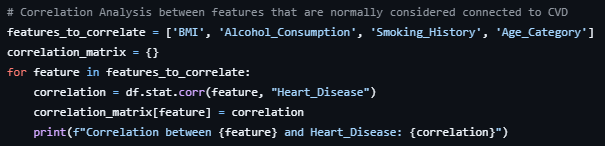 # Correlation Analysis between features that are normally considered connected to CVD
features_to_correlate = ['BMI', 'Alcohol_Consumption', 'Smoking_History', 'Age_Category']
correlation_matrix = {}
for feature in features_to_correlate:
    correlation = df.stat.corr(feature, "Heart_Disease")
    correlation_matrix[feature] = correlation
    print(f"Correlation between {feature} and Heart_Disease: {correlation}")